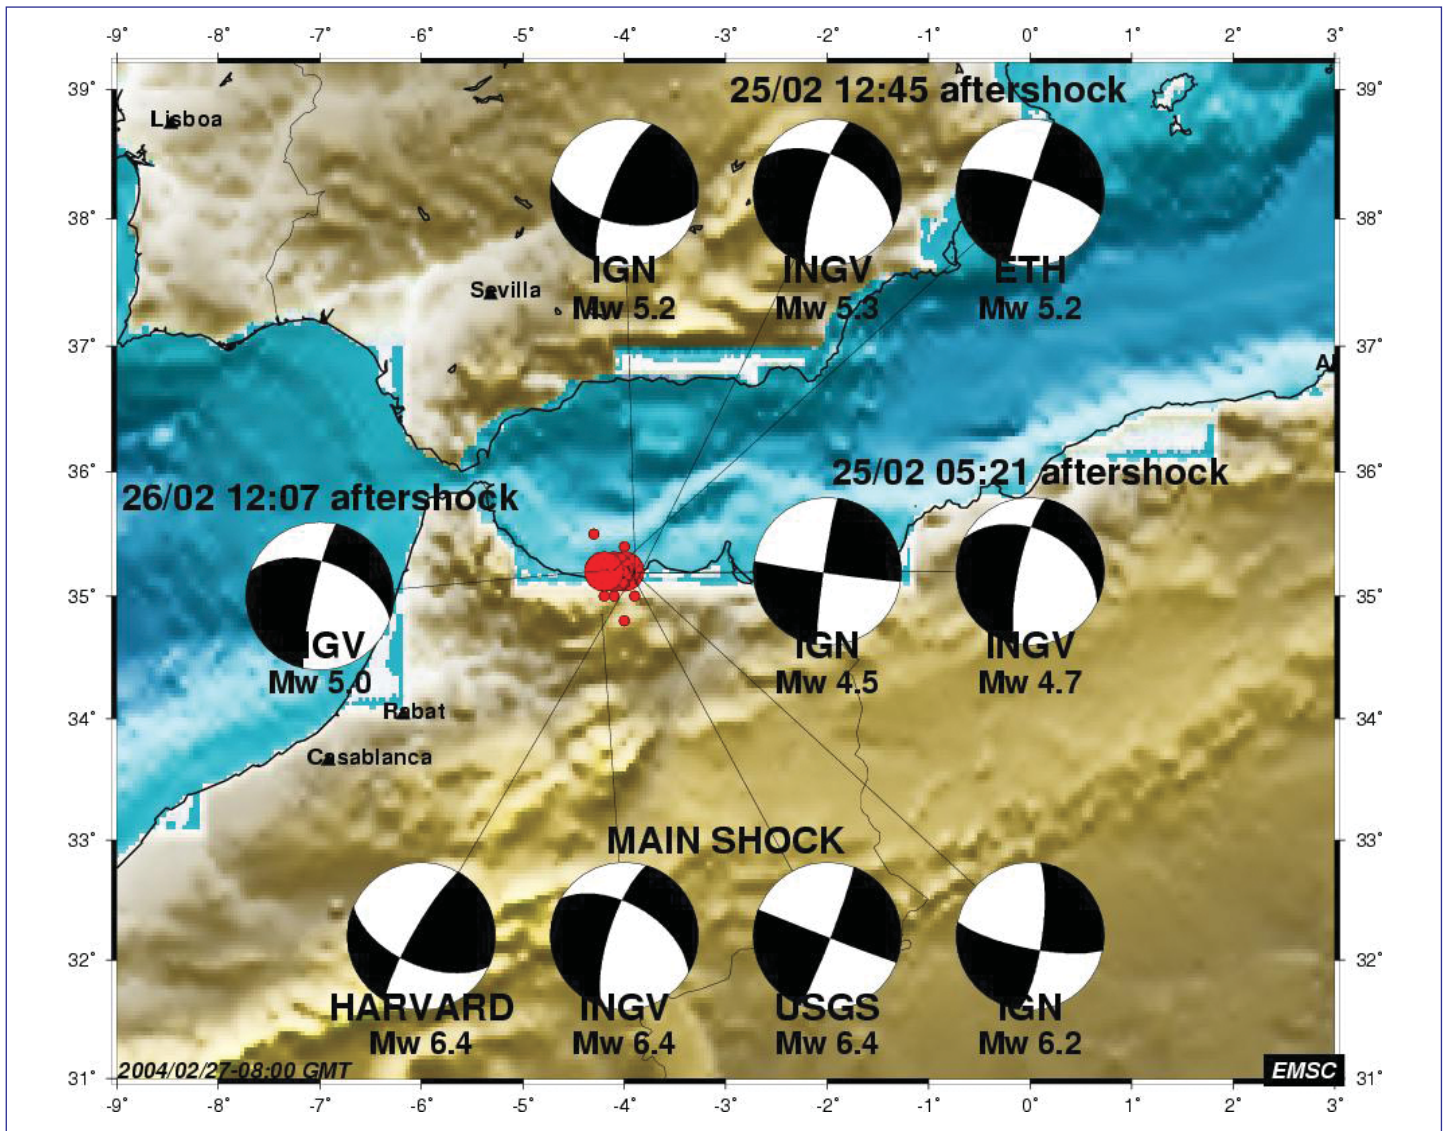 -9° -8° -7° -6° -5° -4° -3° -2° -1° 0° 1° 2° 3°
39° 39°
25/02 12:45 aftershock
Lisboa
38° 38°
IGN INGV ETH
Sevilla
Mw 5.2 Mw 5.3 Mw 5.2
37° 37°
A
36° 36°
25/02 05:21 aftershock
26/02 12:07 aftershock
35° 35°
IGV IGN INGV
Mw 5.0 Mw 4.5 Mw 4.7
Rabat
34° 34°
Casablanca
33° 33°
MAIN SHOCK
32° 32°
HARVARD INGV USGS IGN
Mw 6.4 Mw 6.4 Mw 6.4 Mw 6.2
2004/02/27-08:00 GMT EMSC
31° 31°
-9° -8° -7° -6° -5° -4° -3° -2° -1° 0° 1° 2° 3°